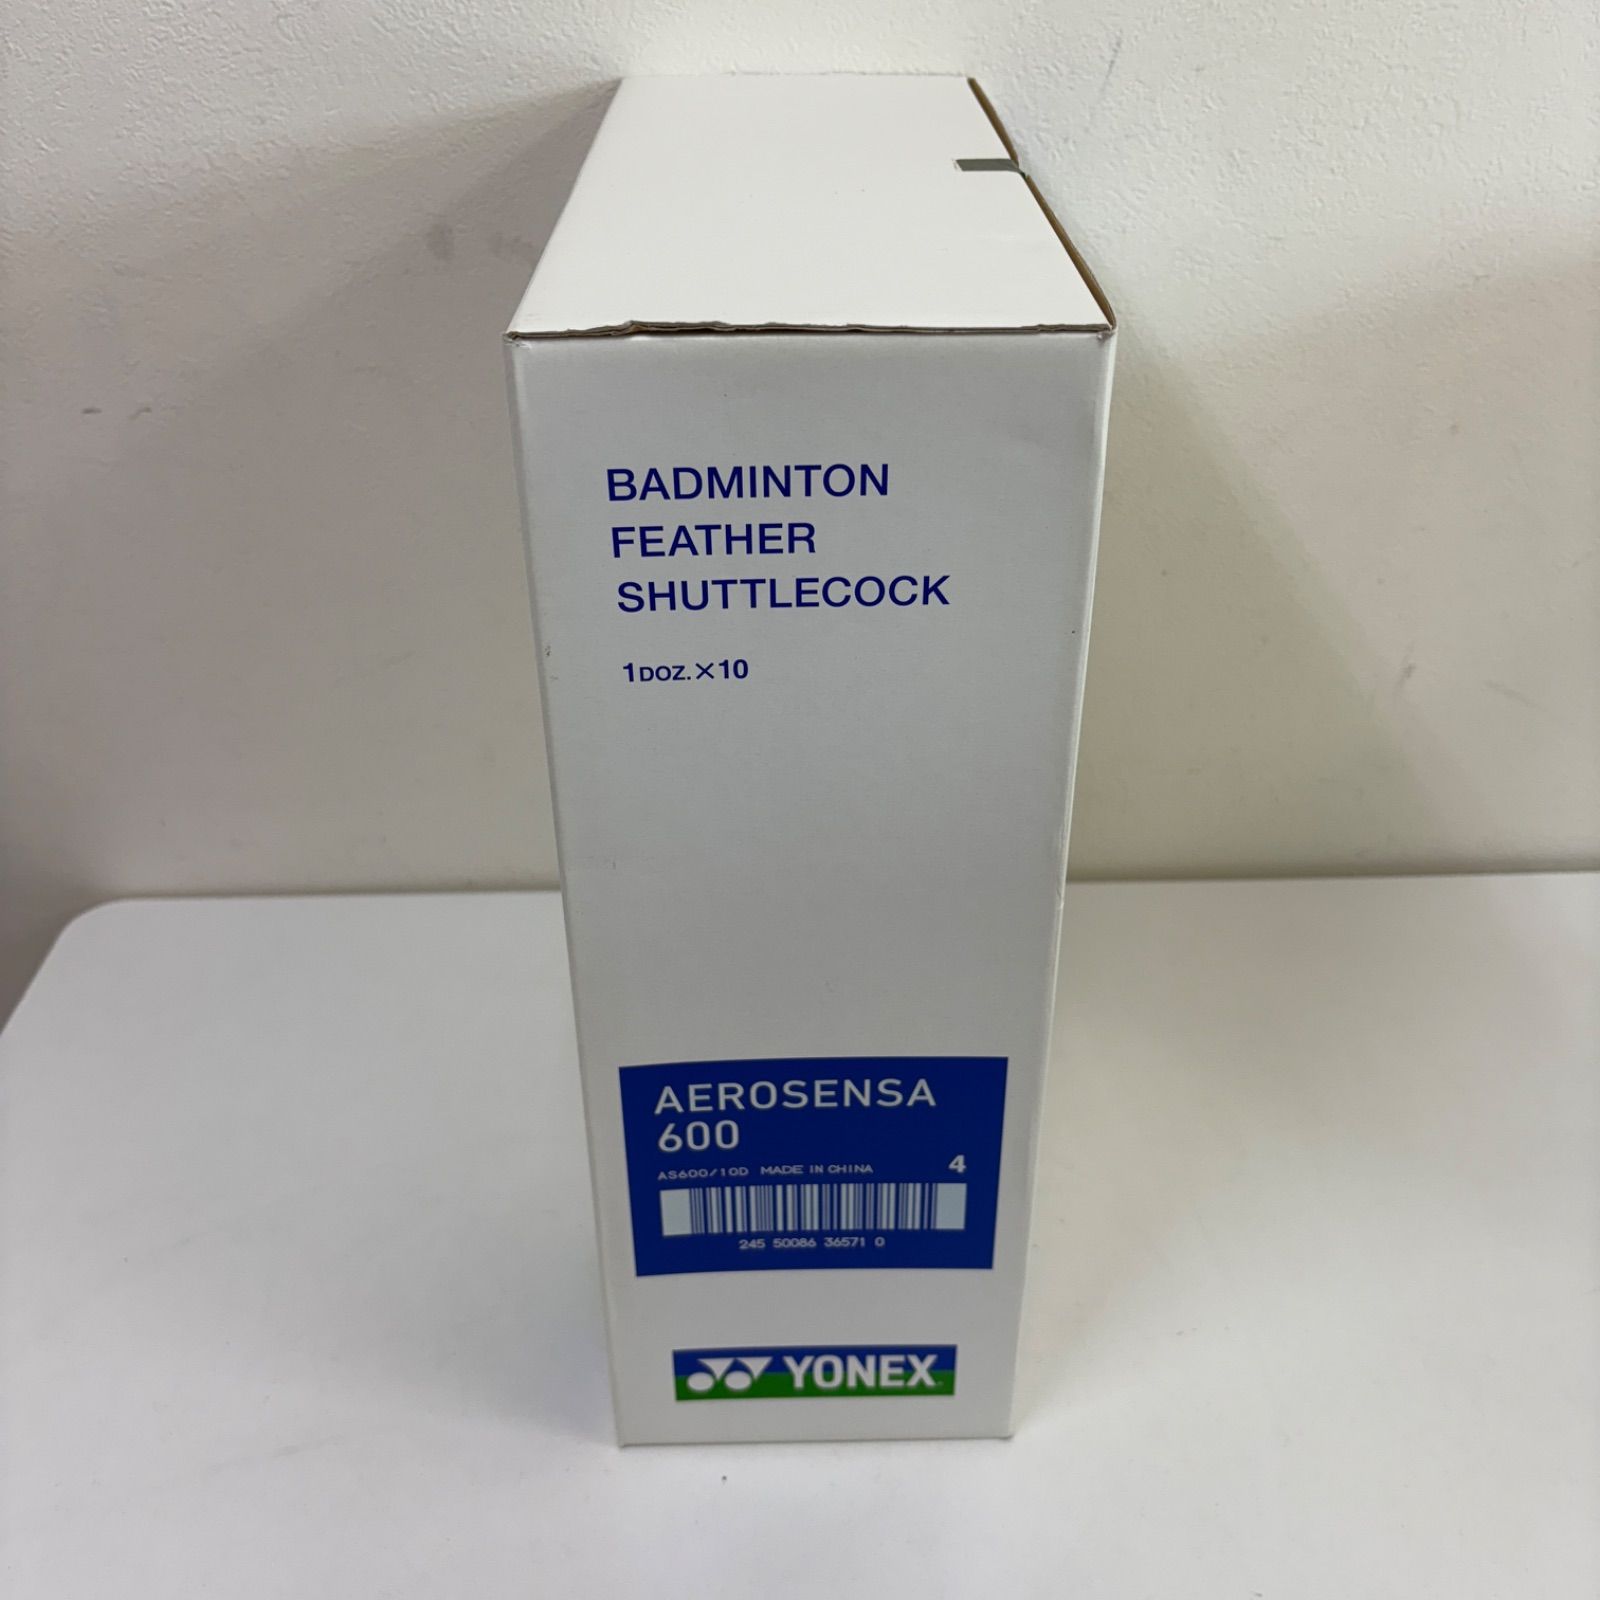 BADMINTON
FEATHER
SHUTTLECOCK
1DOZ.×10
AEROSENSA
600
AS600/10D MADE IN CHINA 4
245 50086 36571 0
YONEX